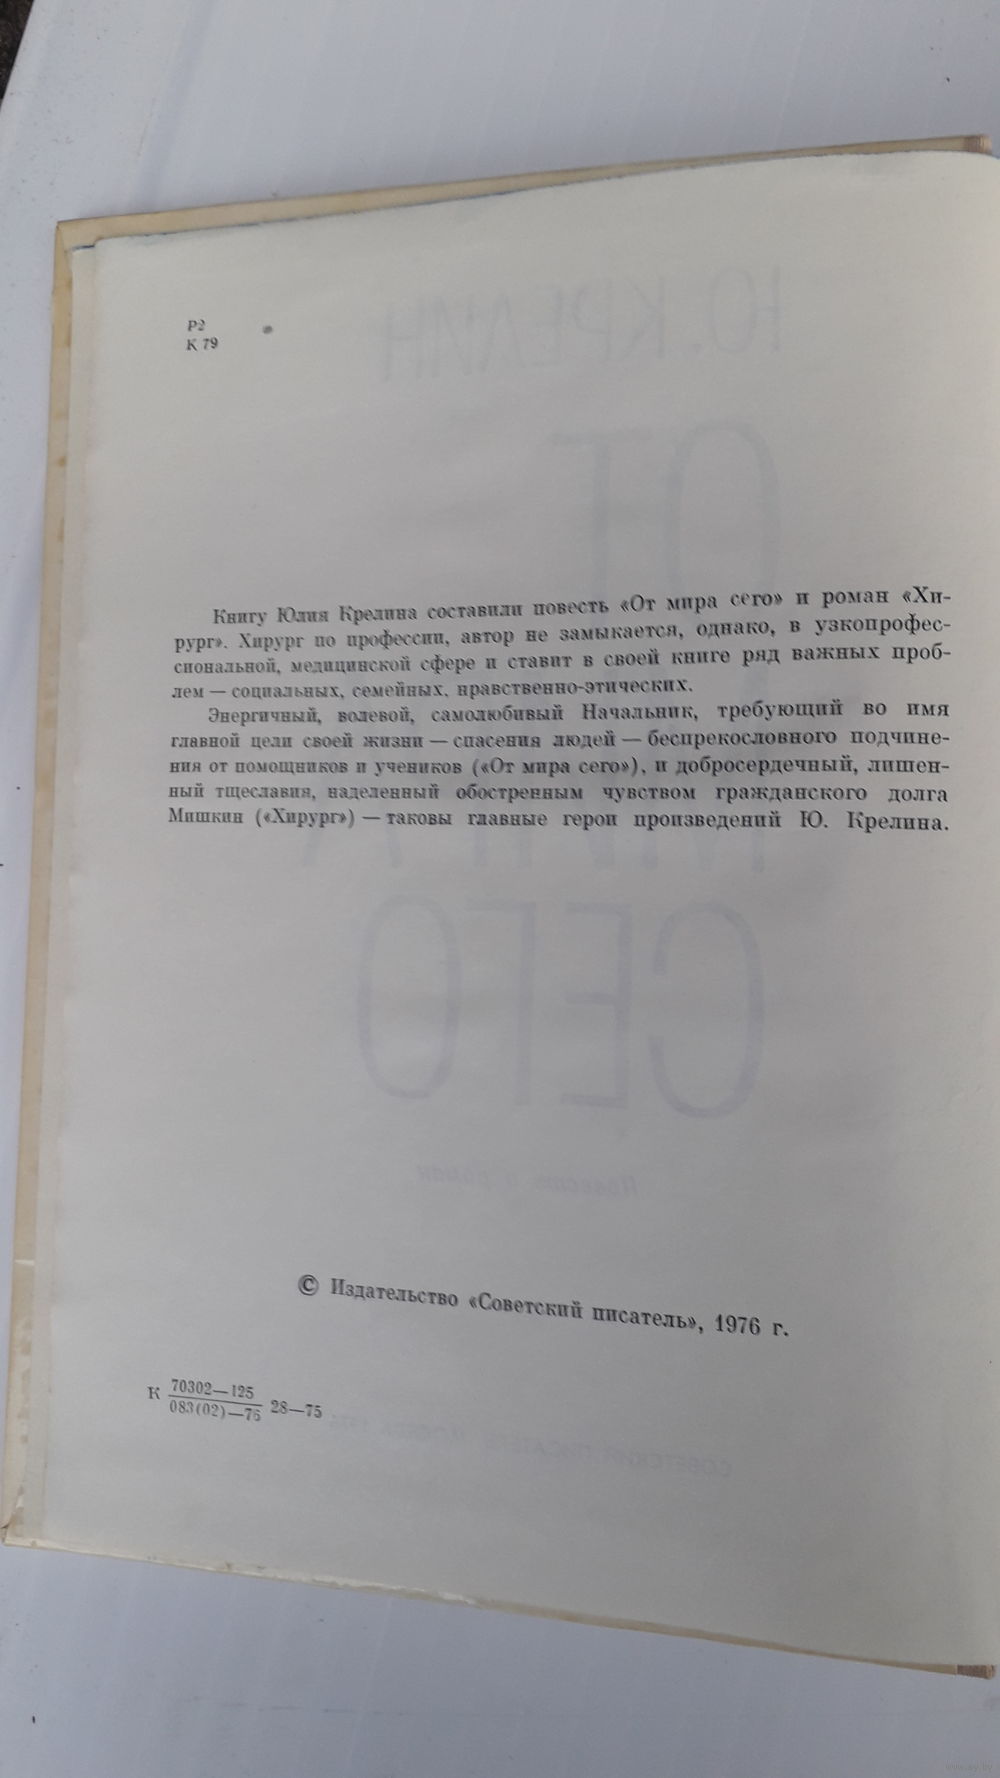 Р2
К 79
Книгу Юлия Крелина составили повесть «От мира сего» и роман «Хи-
рург». Хирург по профессии, автор не замыкается, однако, в узкопрофес-
сиональной, медицинской сфере и ставит в своей книге ряд важных проб-
лем — социальных, семейных, нравственно-этических.
Энергичный, волевой, самолюбивый Начальник, требующий во имя
главной цели своей жизни — спасения людей — беспрекословного подчине-
ния от помощников и учеников («От мира сего»), и добросердечный, лишен-
ный тщеславия, наделенный обостренным чувством гражданского долга
Мишкин («Хирург») — таковы главные герои произведений Ю. Крелина.
© Издательство «Советский писатель», 1976 г.
К 70302—125
083(02)—76 28—75